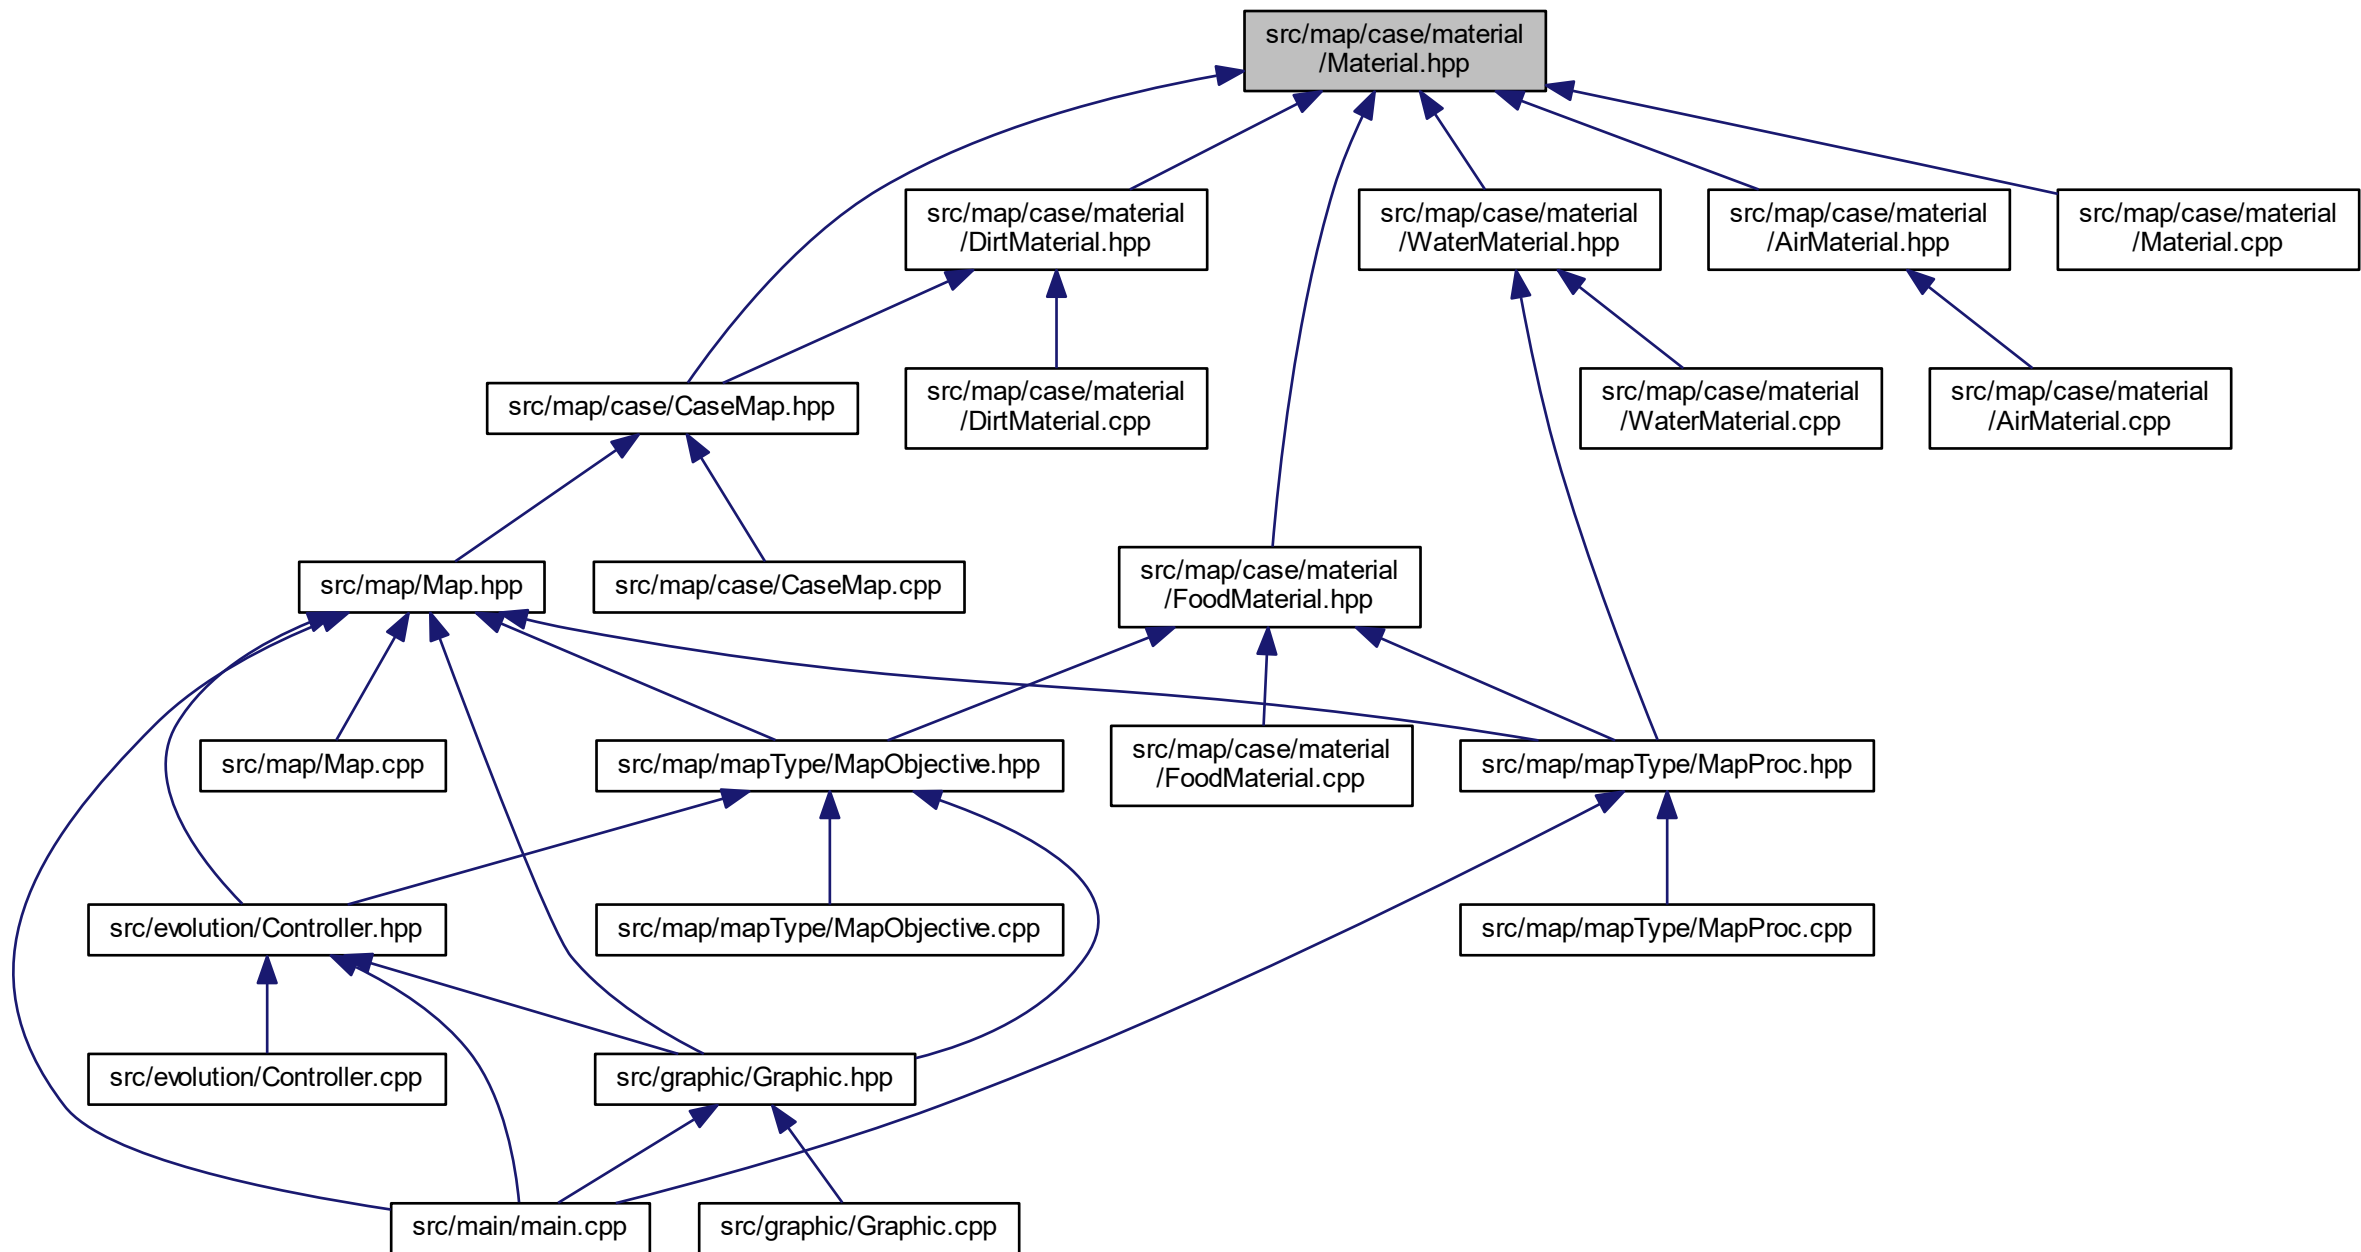 src/map/case/material
/Material.hpp
src/map/case/material
/DirtMaterial.hpp
src/map/case/material
/WaterMaterial.hpp
src/map/case/material
/AirMaterial.hpp
src/map/case/material
/Material.cpp
src/map/case/CaseMap.hpp
src/map/case/material
/DirtMaterial.cpp
src/map/case/material
/WaterMaterial.cpp
src/map/case/material
/AirMaterial.cpp
src/map/Map.hpp
src/map/case/CaseMap.cpp
src/map/case/material
/FoodMaterial.hpp
src/map/Map.cpp
src/map/mapType/MapObjective.hpp
src/map/case/material
/FoodMaterial.cpp
src/map/mapType/MapProc.hpp
src/evolution/Controller.hpp
src/map/mapType/MapObjective.cpp
src/map/mapType/MapProc.cpp
src/evolution/Controller.cpp
src/graphic/Graphic.hpp
src/main/main.cpp
src/graphic/Graphic.cpp